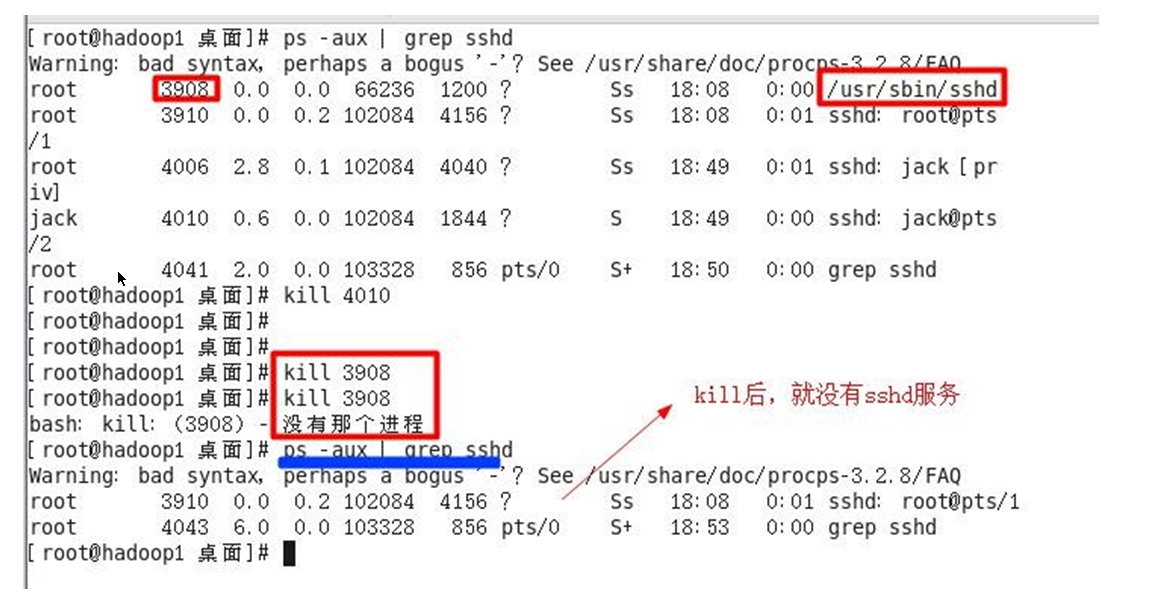 [root@hadoop1 桌面]# ps -aux | grep sshd
Warning: bad syntax, perhaps a bogus '-'? See /usr/share/doc/procps-3.2.8/FAQ
root 3908 0.0 0.0 66236 1200 ? Ss 18:08 0:00 /usr/sbin/sshd
root 3910 0.0 0.2 102084 4156 ? Ss 18:08 0:01 sshd: root@pts
/1
root 4006 2.8 0.1 102084 4040 ? Ss 18:49 0:01 sshd: jack [pr
iv]
jack 4010 0.6 0.0 102084 1844 ? S 18:49 0:00 sshd: jack@pts
/2
root 4041 2.0 0.0 103328 856 pts/0 S+ 18:50 0:00 grep sshd
[root@hadoop1 桌面]# kill 4010
[root@hadoop1 桌面]#
[root@hadoop1 桌面]#
[root@hadoop1 桌面]# kill 3908
[root@hadoop1 桌面]# kill 3908
bash: kill: (3908) - 没有那个进程
kill后，就没有sshd服务
[root@hadoop1 桌面]# ps -aux | grep sshd
Warning: bad syntax, perhaps a bogus '-'? See /usr/share/doc/procps-3.2.8/FAQ
root 3910 0.0 0.2 102084 4156 ? Ss 18:08 0:01 sshd: root@pts/1
root 4043 6.0 0.0 103328 856 pts/0 S+ 18:53 0:00 grep sshd
[root@hadoop1 桌面]#